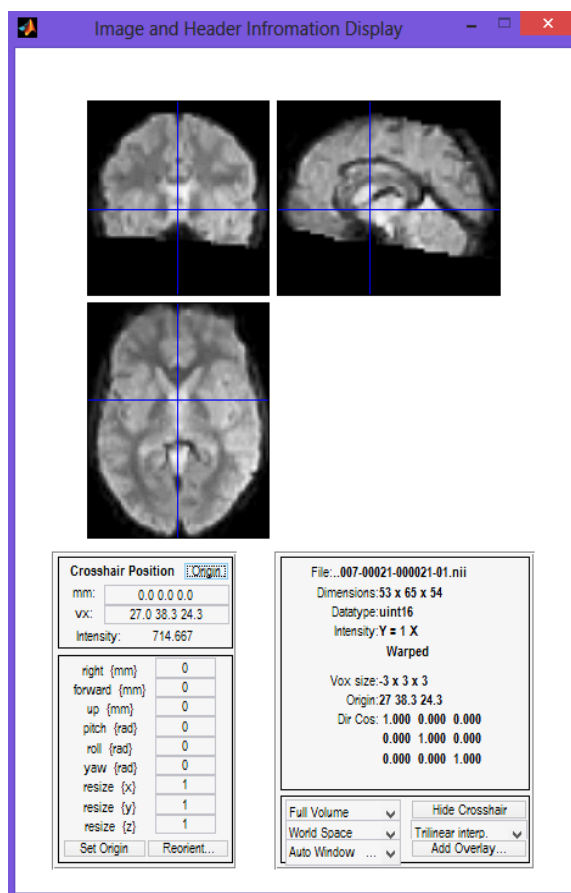 Image and Header Infromation Display
Crosshair Position Origin
mm: 0.0 0.0 0.0
vx: 27.0 38.3 24.3
Intensity: 714.667
right {mm} 0
forward {mm} 0
up {mm} 0
pitch {rad} 0
roll {rad} 0
yaw {rad} 0
resize {x} 1
resize {y} 1
resize {z} 1
Set Origin Reorient...
File:..007-00021-000021-01.nii
Dimensions:53 x 65 x 54
Datatype:uint16
Intensity:Y = 1 X
Warped
Vox size:-3 x 3 x 3
Origin:27 38.3 24.3
Dir Cos: 1.000 0.000 0.000
0.000 1.000 0.000
0.000 0.000 1.000
Full Volume Hide Crosshair
World Space Trilinear interp.
Auto Window ... Add Overlay...